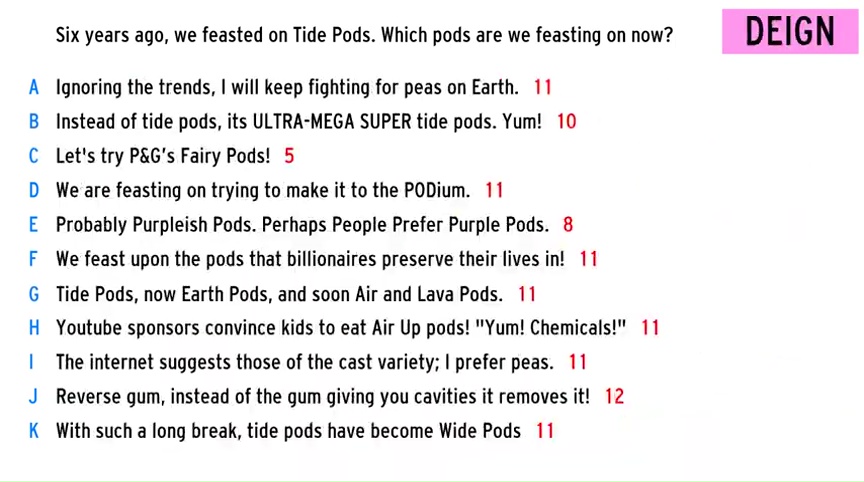 Six years ago, we feasted on Tide Pods. Which pods are we feasting on now?
DEIGN
A Ignoring the trends, I will keep fighting for peas on Earth. 11
B Instead of tide pods, its ULTRA-MEGA SUPER tide pods. Yum! 10
C Let's try P&G's Fairy Pods! 5
D We are feasting on trying to make it to the PODium. 11
E Probably Purpleish Pods. Perhaps People Prefer Purple Pods. 8
F We feast upon the pods that billionaires preserve their lives in! 11
G Tide Pods, now Earth Pods, and soon Air and Lava Pods. 11
H Youtube sponsors convince kids to eat Air Up pods! "Yum! Chemicals!" 11
I The internet suggests those of the cast variety; I prefer peas. 11
J Reverse gum, instead of the gum giving you cavities it removes it! 12
K With such a long break, tide pods have become Wide Pods 11